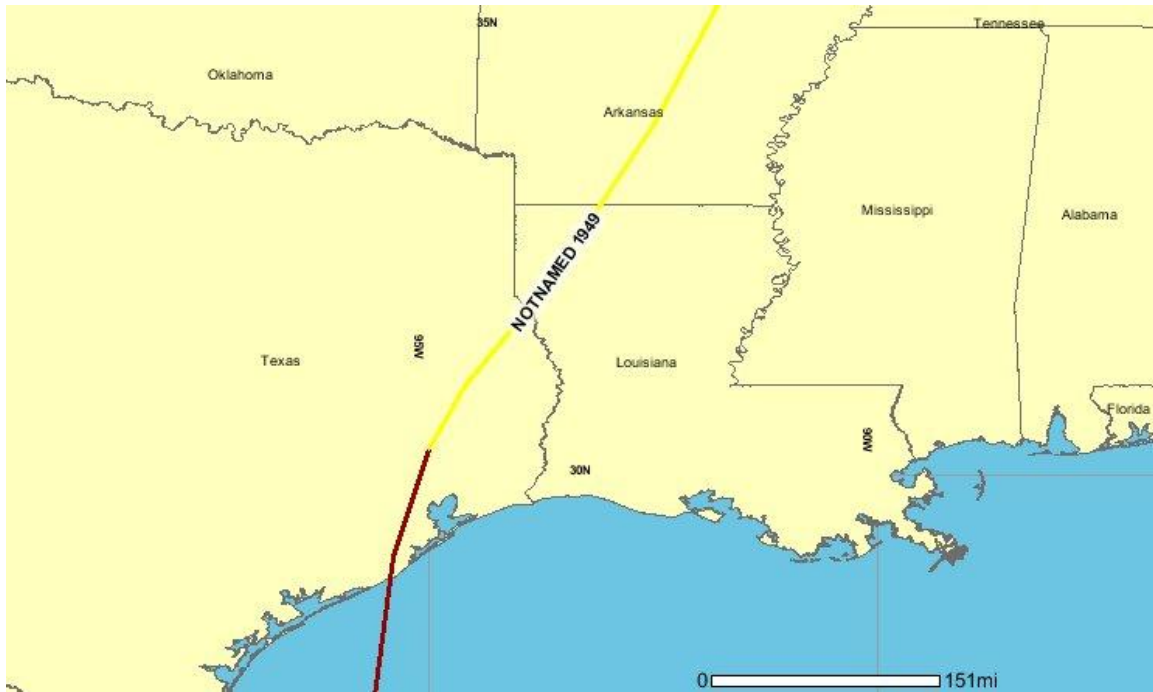 35N
Tennessee
Oklahoma
Arkansas
Mississippi
Alabama
NOTNAMED 1949
95W
Texas
Louisiana
Florida
90W
30N
0 151mi